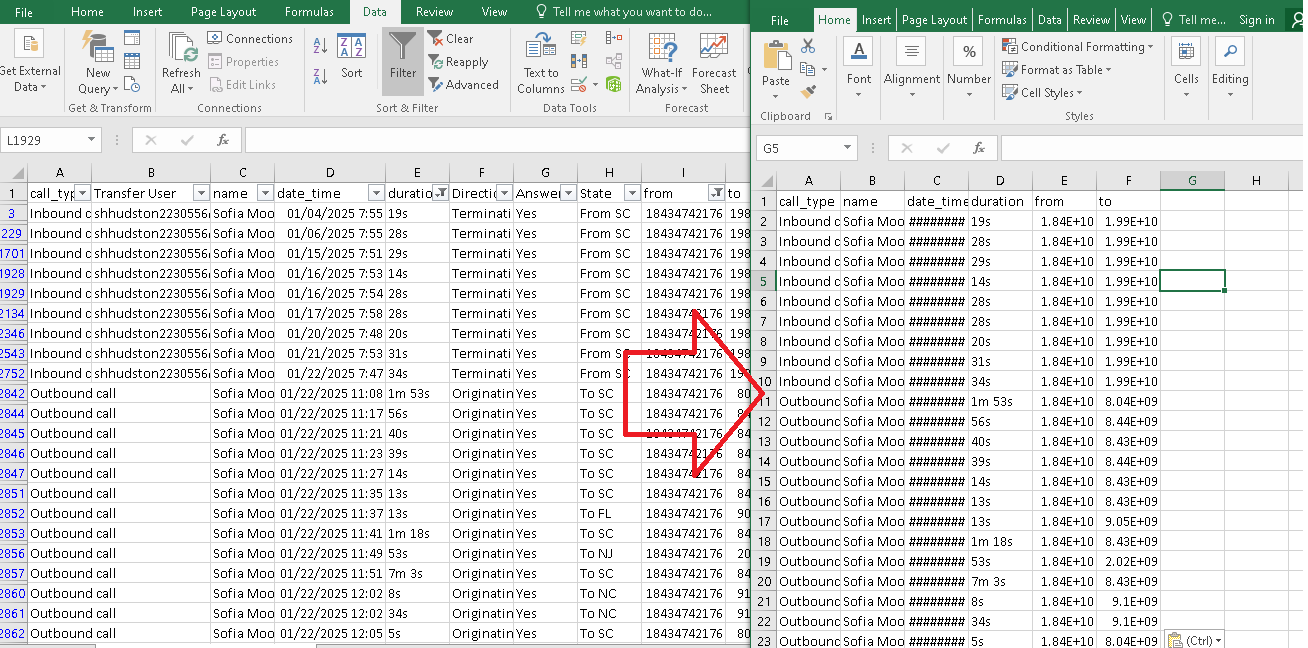 File Home Insert Page Layout Formulas Data Review View Tell me what you want to do...
Get External Data
New Query
Get & Transform
Refresh All
Connections
Properties
Edit Links
Connections
Sort
Filter
Clear
Reapply
Advanced
Sort & Filter
Text to Columns
Data Tools
What-If Analysis
Forecast Sheet
Forecast
L1929 fx
A B C D E F G H I
1 call_typ Transfer User name date_time duratio Directi Answe State from to
3 Inbound c shhudston2230556 Sofia Moo 01/04/2025 7:55 19s Terminati Yes From SC 18434742176 198
229 Inbound c shhudston2230556 Sofia Moo 01/06/2025 7:55 28s Terminati Yes From SC 18434742176 198
1701 Inbound c shhudston2230556 Sofia Moo 01/15/2025 7:51 29s Terminati Yes From SC 18434742176 198
1928 Inbound c shhudston2230556 Sofia Moo 01/16/2025 7:53 14s Terminati Yes From SC 18434742176 198
1929 Inbound c shhudston2230556 Sofia Moo 01/16/2025 7:54 28s Terminati Yes From SC 18434742176 198
2134 Inbound c shhudston2230556 Sofia Moo 01/17/2025 7:58 28s Terminati Yes From SC 18434742176 198
2346 Inbound c shhudston2230556 Sofia Moo 01/20/2025 7:48 20s Terminati Yes From SC 18434742176 198
2543 Inbound c shhudston2230556 Sofia Moo 01/21/2025 7:53 31s Terminati Yes From SC 18434742176
2752 Inbound c shhudston2230556 Sofia Moo 01/22/2025 7:47 34s Terminati Yes From SC 18434742176
2842 Outbound call Sofia Moo 01/22/2025 11:08 1m 53s Originatin Yes To SC 18434742176 80
2844 Outbound call Sofia Moo 01/22/2025 11:17 56s Originatin Yes To SC 18434742176
2845 Outbound call Sofia Moo 01/22/2025 11:21 40s Originatin Yes To SC 18434742176 84
2846 Outbound call Sofia Moo 01/22/2025 11:23 39s Originatin Yes To SC 18434742176 84
2847 Outbound call Sofia Moo 01/22/2025 11:27 14s Originatin Yes To SC 18434742176 84
2851 Outbound call Sofia Moo 01/22/2025 11:35 13s Originatin Yes To SC 18434742176 84
2852 Outbound call Sofia Moo 01/22/2025 11:37 13s Originatin Yes To FL 18434742176 90
2853 Outbound call Sofia Moo 01/22/2025 11:41 1m 18s Originatin Yes To SC 18434742176 84
2856 Outbound call Sofia Moo 01/22/2025 11:49 53s Originatin Yes To NJ 18434742176 20
2857 Outbound call Sofia Moo 01/22/2025 11:51 7m 3s Originatin Yes To SC 18434742176 84
2860 Outbound call Sofia Moo 01/22/2025 12:02 8s Originatin Yes To NC 18434742176 91
2861 Outbound call Sofia Moo 01/22/2025 12:02 34s Originatin Yes To NC 18434742176 91
2862 Outbound call Sofia Moo 01/22/2025 12:05 5s Originatin Yes To SC 18434742176 80
File Home Insert Page Layout Formulas Data Review View Tell me... Sign in
Paste
Clipboard
Font
Alignment
Number
Conditional Formatting
Format as Table
Cell Styles
Styles
Cells
Editing
G5 fx
A B C D E F G H
1 call_type name date_time duration from to
2 Inbound c Sofia Moo ######## 19s 1.84E+10 1.99E+10
3 Inbound c Sofia Moo ######## 28s 1.84E+10 1.99E+10
4 Inbound c Sofia Moo ######## 29s 1.84E+10 1.99E+10
5 Inbound c Sofia Moo ######## 14s 1.84E+10 1.99E+10
6 Inbound c Sofia Moo ######## 28s 1.84E+10 1.99E+10
7 Inbound c Sofia Moo ######## 28s 1.84E+10 1.99E+10
8 Inbound c Sofia Moo ######## 20s 1.84E+10 1.99E+10
9 Inbound c Sofia Moo ######## 31s 1.84E+10 1.99E+10
10 Inbound c Sofia Moo ######## 34s 1.84E+10 1.99E+10
11 Outbounc Sofia Moo ######## 1m 53s 1.84E+10 8.04E+09
12 Outbounc Sofia Moo ######## 56s 1.84E+10 8.44E+09
13 Outbounc Sofia Moo ######## 40s 1.84E+10 8.43E+09
14 Outbounc Sofia Moo ######## 39s 1.84E+10 8.44E+09
15 Outbounc Sofia Moo ######## 14s 1.84E+10 8.43E+09
16 Outbounc Sofia Moo ######## 13s 1.84E+10 8.43E+09
17 Outbounc Sofia Moo ######## 13s 1.84E+10 9.05E+09
18 Outbounc Sofia Moo ######## 1m 18s 1.84E+10 8.43E+09
19 Outbounc Sofia Moo ######## 53s 1.84E+10 2.02E+09
20 Outbounc Sofia Moo ######## 7m 3s 1.84E+10 8.43E+09
21 Outbounc Sofia Moo ######## 8s 1.84E+10 9.1E+09
22 Outbounc Sofia Moo ######## 34s 1.84E+10 9.1E+09
23 Outbounc Sofia Moo ######## 5s 1.84E+10 8.04E+09
(Ctrl)